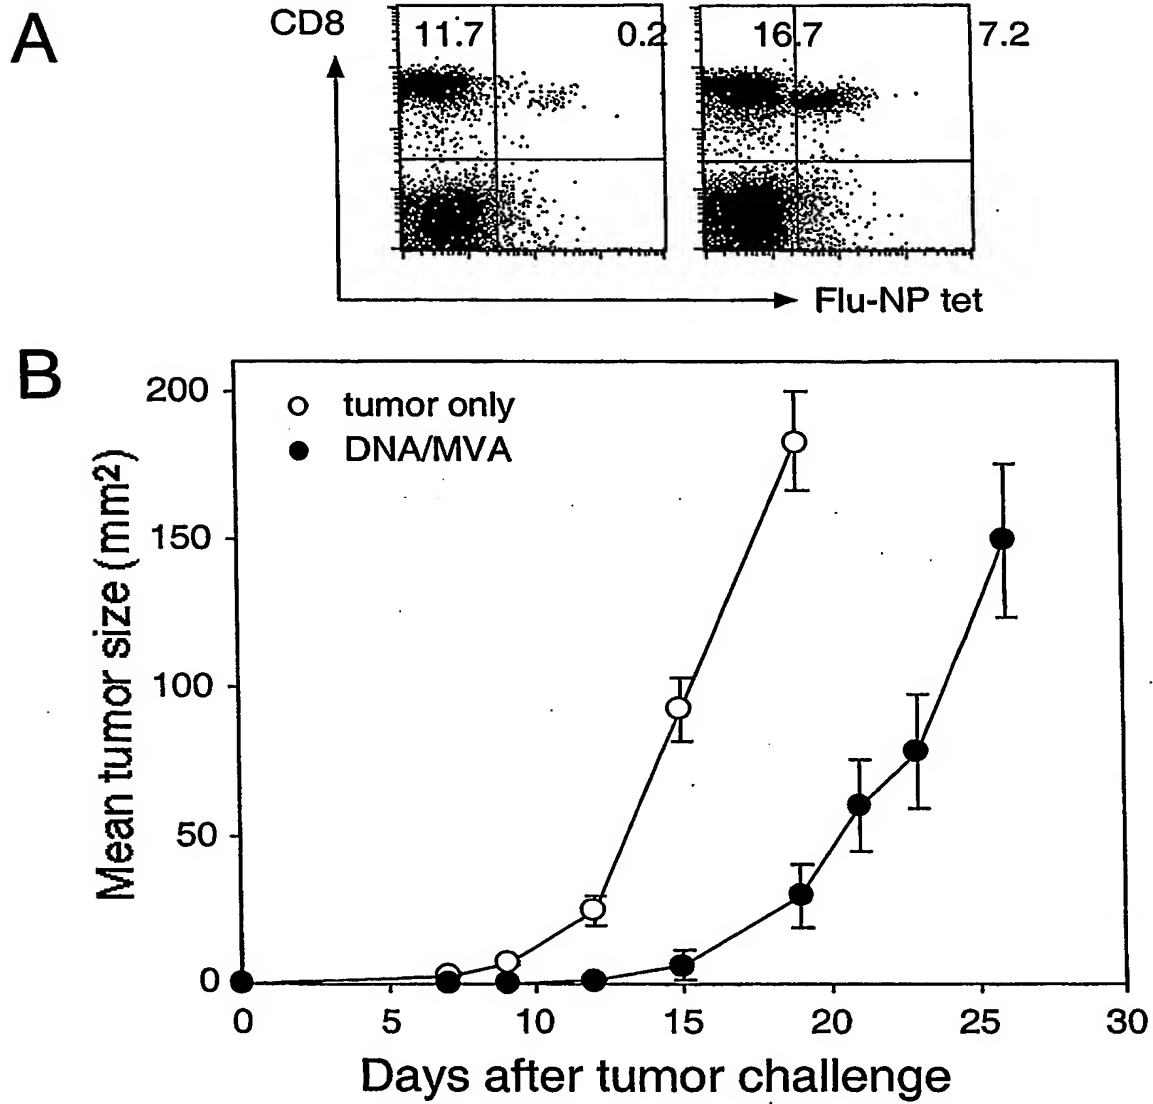 A
CD8
11.7 0.2
16.7 7.2
Flu-NP tet
B
tumor only
DNA/MVA
Mean tumor size (mm²)
200
150
100
50
0
0 5 10 15 20 25 30
Days after tumor challenge